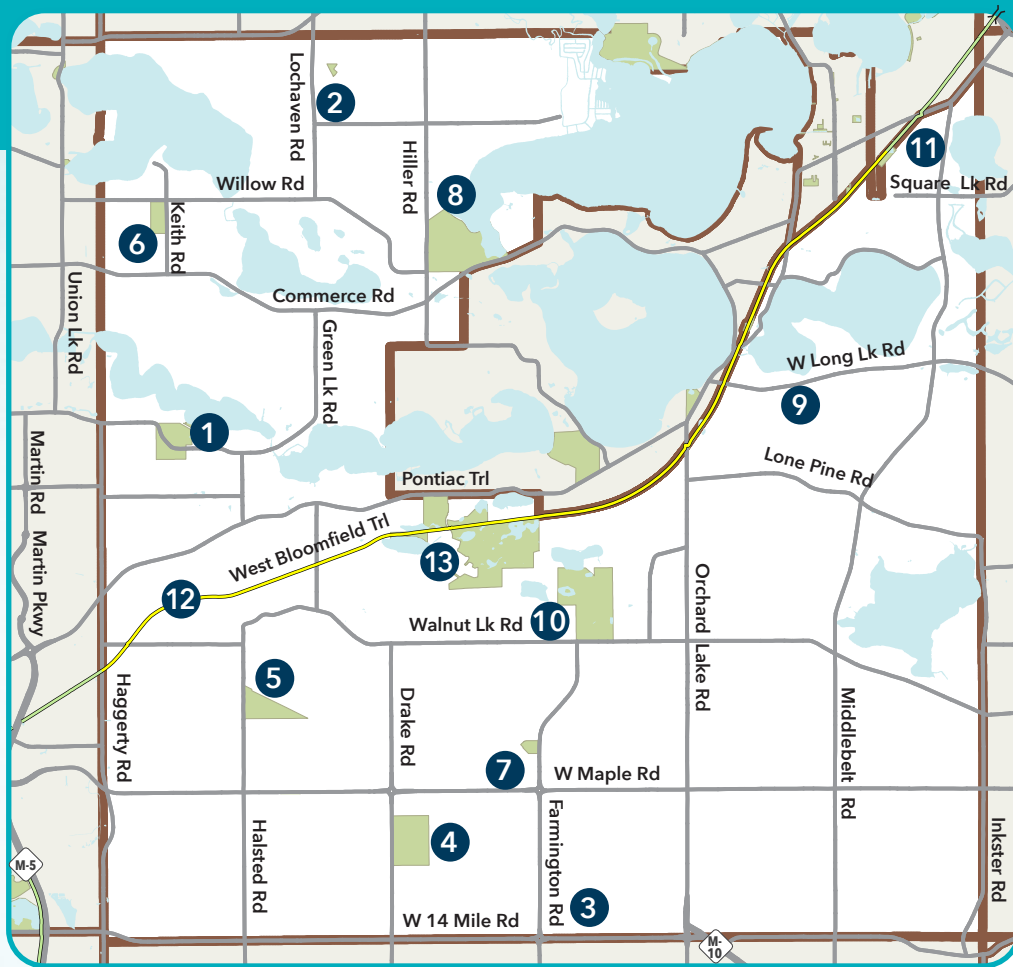 Lochaven Rd
2
11
Hiller Rd
Square Lk Rd
Willow Rd
8
Keith Rd
6
Union Lk Rd
Commerce Rd
Green Lk Rd
W Long Lk Rd
9
1
Martin Rd
Lone Pine Rd
Pontiac Trl
West Bloomfield Trl
Martin Pkwy
13
12
Orchard Lake Rd
Walnut Lk Rd
10
5
Haggerty Rd
Drake Rd
Middlebelt Rd
7
W Maple Rd
Halsted Rd
4
Farmington Rd
Inkster Rd
M-5
3
W 14 Mile Rd
M-
10